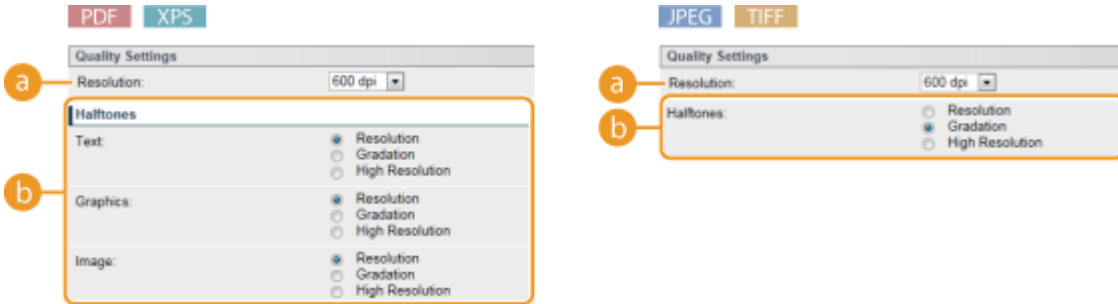 PDF XPS
Quality Settings
a Resolution: 600 dpi
b
Halftones
Text: Resolution
Gradation
High Resolution
Graphics: Resolution
Gradation
High Resolution
Image: Resolution
Gradation
High Resolution
JPEG TIFF
Quality Settings
a Resolution: 600 dpi
b Halftones: Resolution
Gradation
High Resolution